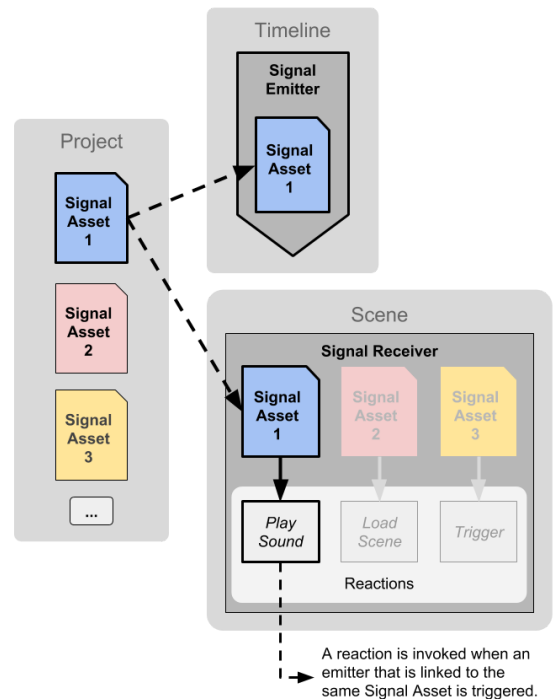 Timeline
Signal
Emitter
Signal
Asset
1
Project
Signal
Asset
1
Signal
Asset
2
Signal
Asset
3
...
Scene
Signal Receiver
Signal
Asset
1
Signal
Asset
2
Signal
Asset
3
Play
Sound
Load
Scene
Trigger
Reactions
A reaction is invoked when an
emitter that is linked to the
same Signal Asset is triggered.